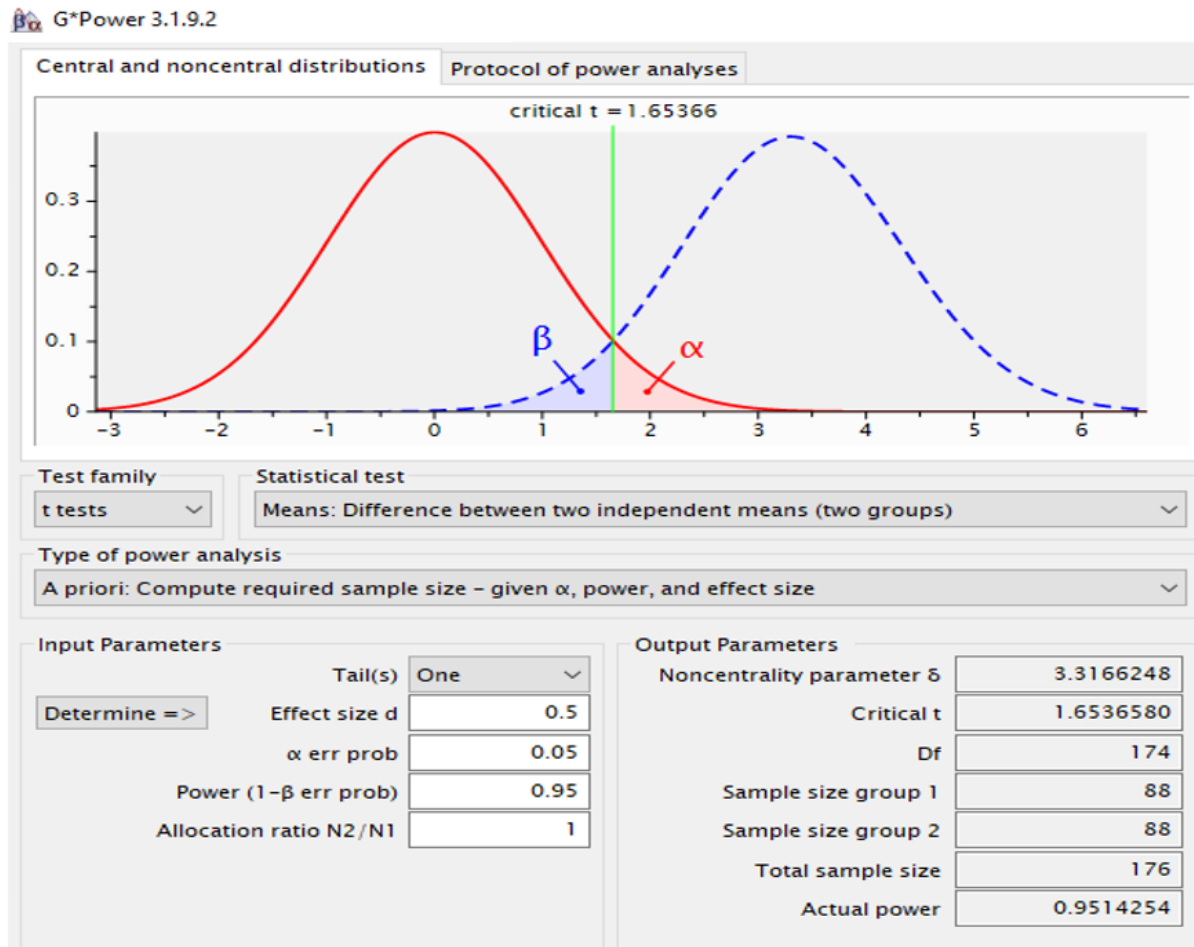 G*Power 3.1.9.2
Central and noncentral distributions Protocol of power analyses
critical t = 1.65366
0.3
0.2
0.1
0
β
α
-3 -2 -1 0 1 2 3 4 5 6
Test family
t tests
Statistical test
Means: Difference between two independent means (two groups)
Type of power analysis
A priori: Compute required sample size – given α, power, and effect size
Input Parameters
Tail(s) One
Determine => Effect size d 0.5
α err prob 0.05
Power (1-β err prob) 0.95
Allocation ratio N2/N1 1
Output Parameters
Noncentrality parameter δ 3.3166248
Critical t 1.6536580
Df 174
Sample size group 1 88
Sample size group 2 88
Total sample size 176
Actual power 0.9514254